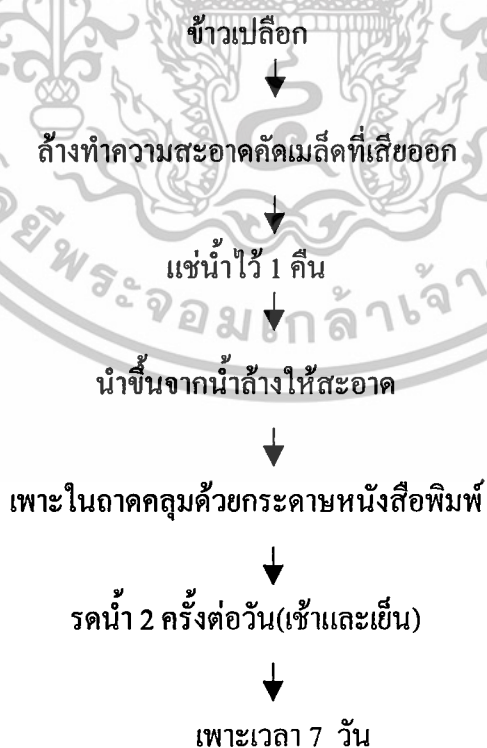 ข้าวเปลือก
ล้างทำความสะอาดคัดเมล็ดที่เสียออก
แช่น้ำไว้ 1 คืน
นำขึ้นจากน้ำล้างให้สะอาด
เพาะในถาดคลุมด้วยกระดาษหนังสือพิมพ์
รดน้ำ 2 ครั้งต่อวัน(เช้าและเย็น)
เพาะเวลา 7 วัน